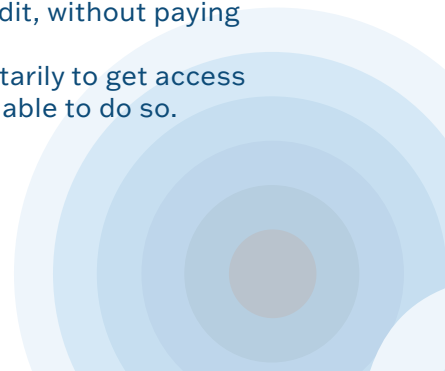 dit, without paying
tarily to get access
able to do so.